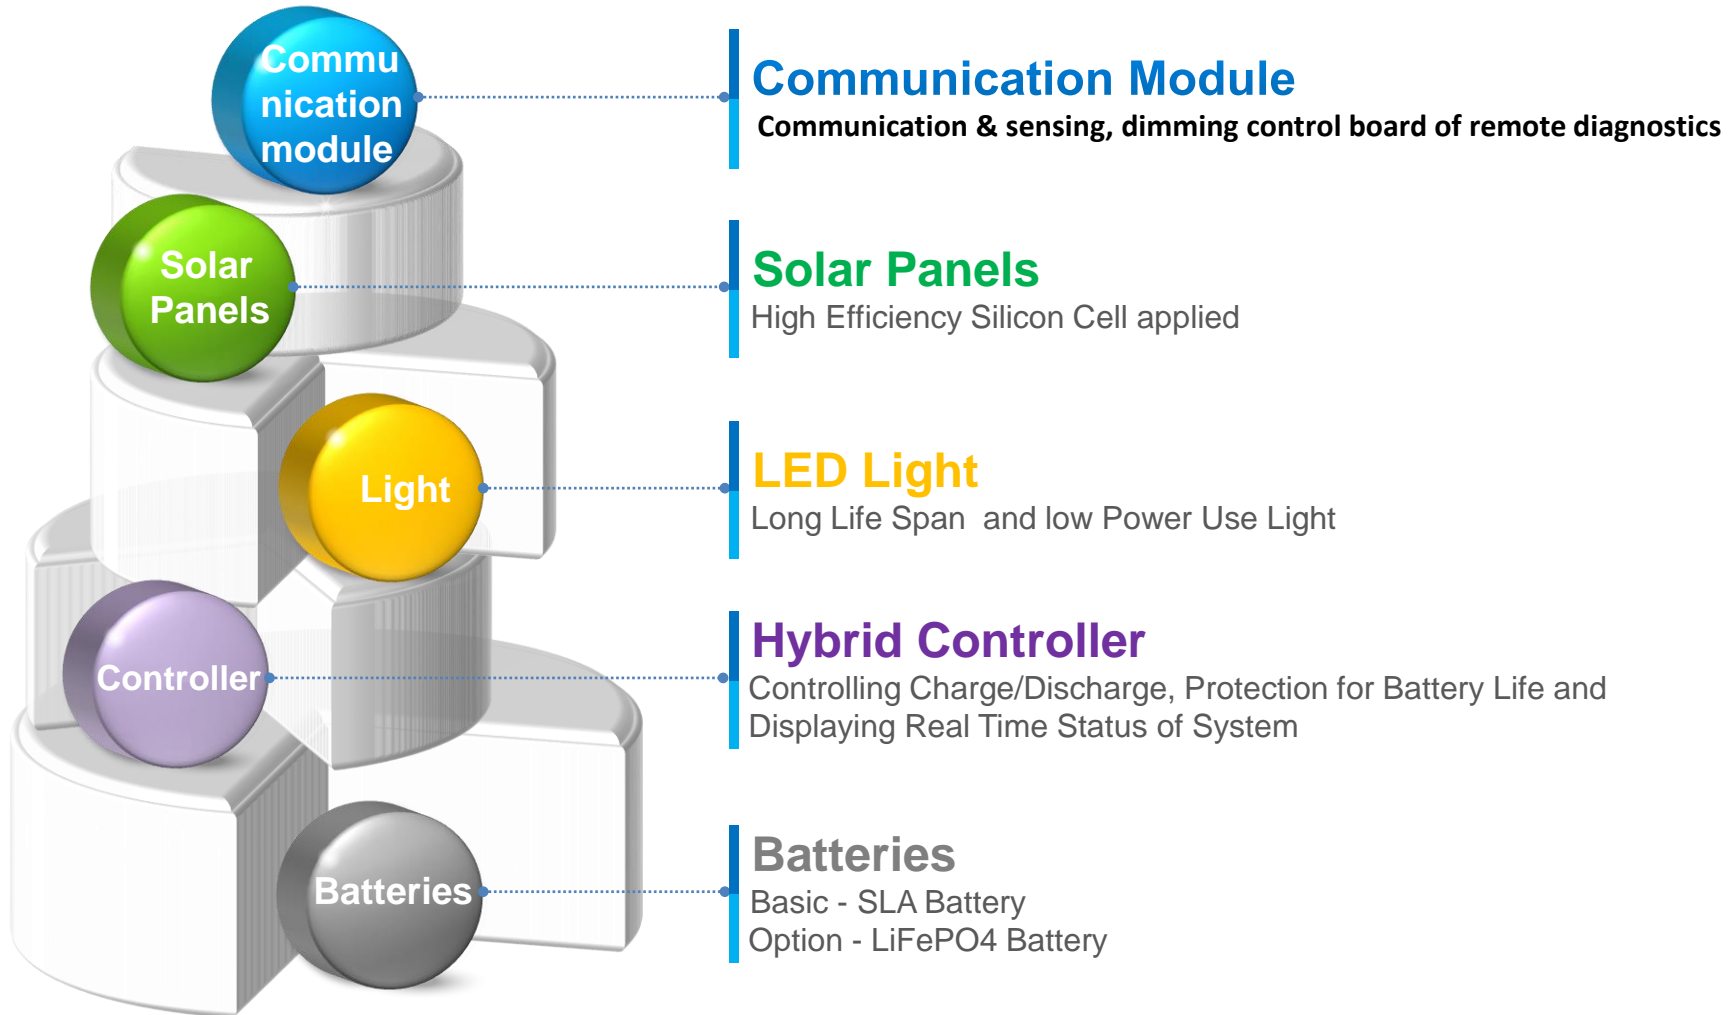 Commu
nication
module
Communication Module
Communication & sensing, dimming control board of remote diagnostics
Solar
Panels
Solar Panels
High Efficiency Silicon Cell applied
Light
LED Light
Long Life Span  and low Power Use Light
Controller
Hybrid Controller
Controlling Charge/Discharge, Protection for Battery Life and
Displaying Real Time Status of System
Batteries
Batteries
Basic - SLA Battery
Option - LiFePO4 Battery